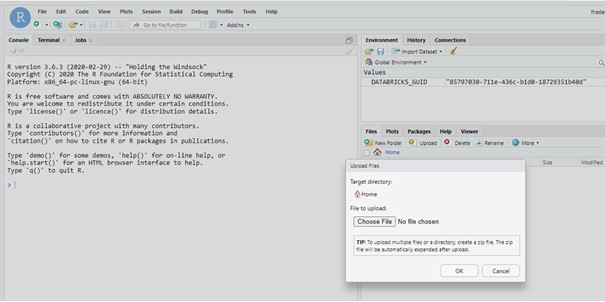 R
File Edit Code View Plots Session Build Debug Profile Tools Help
Go to file/function
Addins
frede
Console Terminal × Jobs ×
~/
R version 3.6.3 (2020-02-29) -- "Holding the Windsock"
Copyright (C) 2020 The R Foundation for Statistical Computing
Platform: x86_64-pc-linux-gnu (64-bit)
R is free software and comes with ABSOLUTELY NO WARRANTY.
You are welcome to redistribute it under certain conditions.
Type 'license()' or 'licence()' for distribution details.
R is a collaborative project with many contributors.
Type 'contributors()' for more information and
'citation()' on how to cite R or R packages in publications.
Type 'demo()' for some demos, 'help()' for on-line help, or
'help.start()' for an HTML browser interface to help.
Type 'q()' to quit R.
>
Environment History Connections
Import Dataset
Global Environment
Values
DATABRICKS_GUID "85797030-711e-436c-b1d0-18729351b40d"
Files Plots Packages Help Viewer
New Folder Upload Delete Rename More
Home
Size Modified
Upload Files
Target directory:
Home
File to upload:
Choose File No file chosen
TIP: To upload multiple files or a directory, create a zip file. The zip
file will be automatically expanded after upload.
OK Cancel